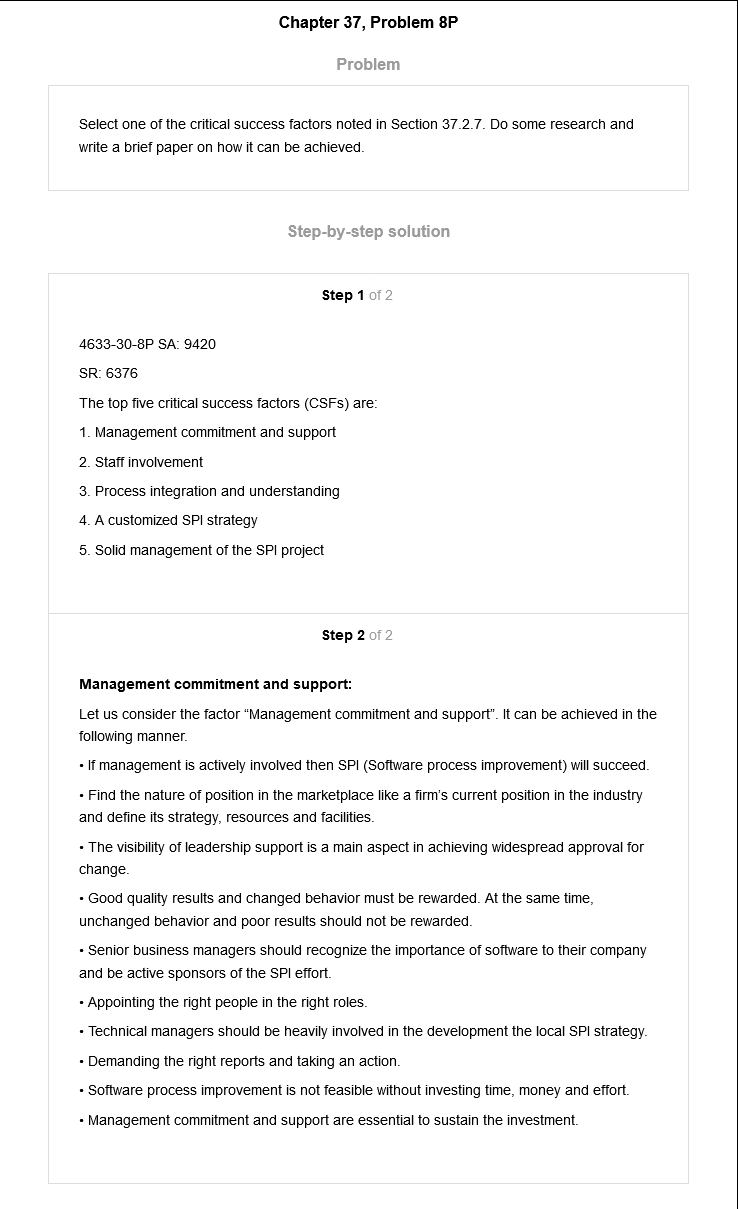 Chapter 37, Problem 8P
Problem
Select one of the critical success factors noted in Section 37.2.7. Do some research and
write a brief paper on how it can be achieved.
Step-by-step solution
Step 1 of 2
4633-30-8P SA: 9420
SR: 6376
The top five critical success factors (CSFs) are:
1. Management commitment and support
2. Staff involvement
3. Process integration and understanding
4. A customized SPI strategy
5. Solid management of the SPI project
Step 2 of 2
Management commitment and support:
Let us consider the factor “Management commitment and support”. It can be achieved in the
following manner.
• If management is actively involved then SPI (Software process improvement) will succeed.
• Find the nature of position in the marketplace like a firm’s current position in the industry
and define its strategy, resources and facilities.
• The visibility of leadership support is a main aspect in achieving widespread approval for
change.
• Good quality results and changed behavior must be rewarded. At the same time,
unchanged behavior and poor results should not be rewarded.
• Senior business managers should recognize the importance of software to their company
and be active sponsors of the SPI effort.
• Appointing the right people in the right roles.
• Technical managers should be heavily involved in the development the local SPI strategy.
• Demanding the right reports and taking an action.
• Software process improvement is not feasible without investing time, money and effort.
• Management commitment and support are essential to sustain the investment.